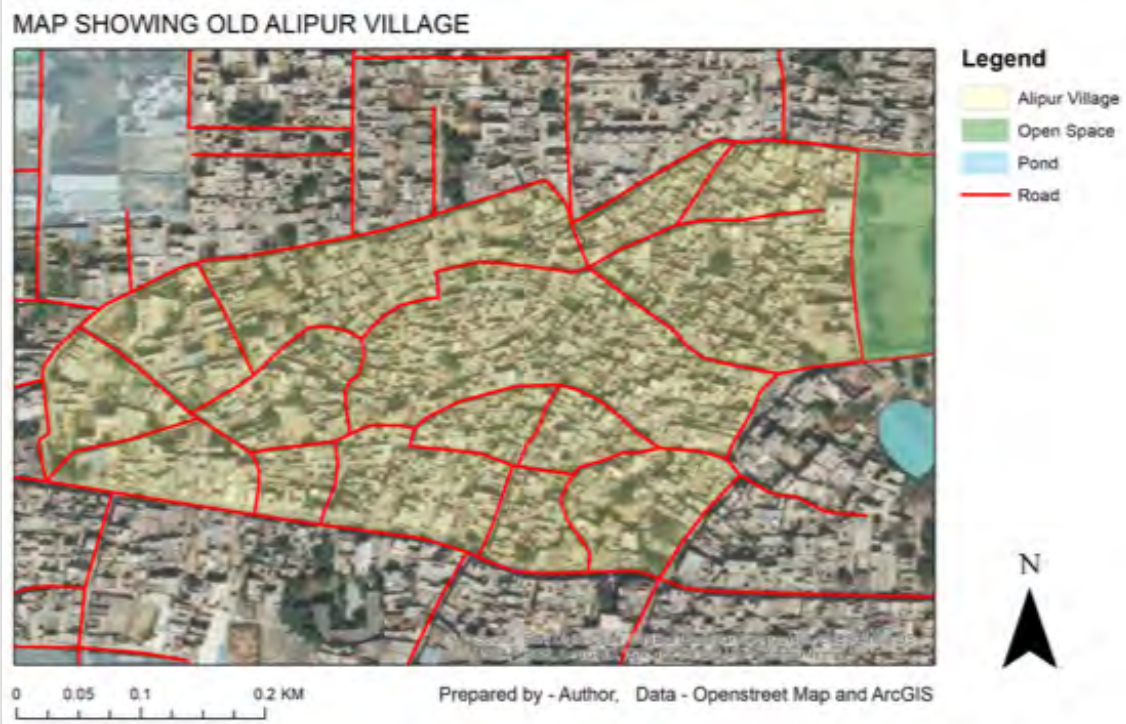 MAP SHOWING OLD ALIPUR VILLAGE
Legend
Alipur Village
Open Space
Pond
Road
N
0 0.05 0.1 0.2 KM
Prepared by - Author, Data - Openstreet Map and ArcGIS